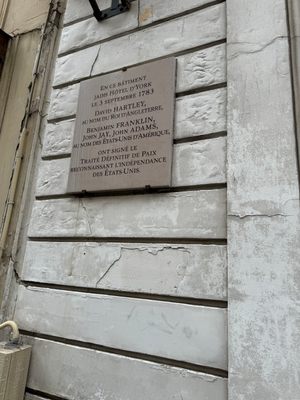 EN CE BÂTIMENT
JADIS HÔTEL D'YORK
LE 3 SEPTEMBRE 1783
DAVID HARTLEY,
AU NOM DU ROI D'ANGLETERRE,
BENJAMIN FRANKLIN,
JOHN JAY, JOHN ADAMS,
AU NOM DES ÉTATS-UNIS D'AMÉRIQUE,
ONT SIGNÉ LE
TRAITÉ DÉFINITIF DE PAIX
RECONNAISSANT L'INDÉPENDANCE
DES ÉTATS-UNIS.